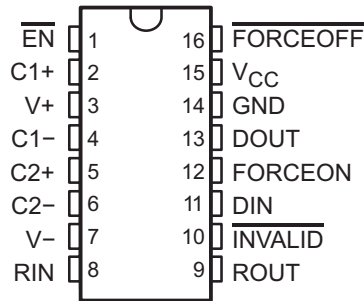 EN 1 16 FORCEOFF
C1+ 2 15 VCC
V+ 3 14 GND
C1− 4 13 DOUT
C2+ 5 12 FORCEON
C2− 6 11 DIN
V− 7 10 INVALID
RIN 8 9 ROUT